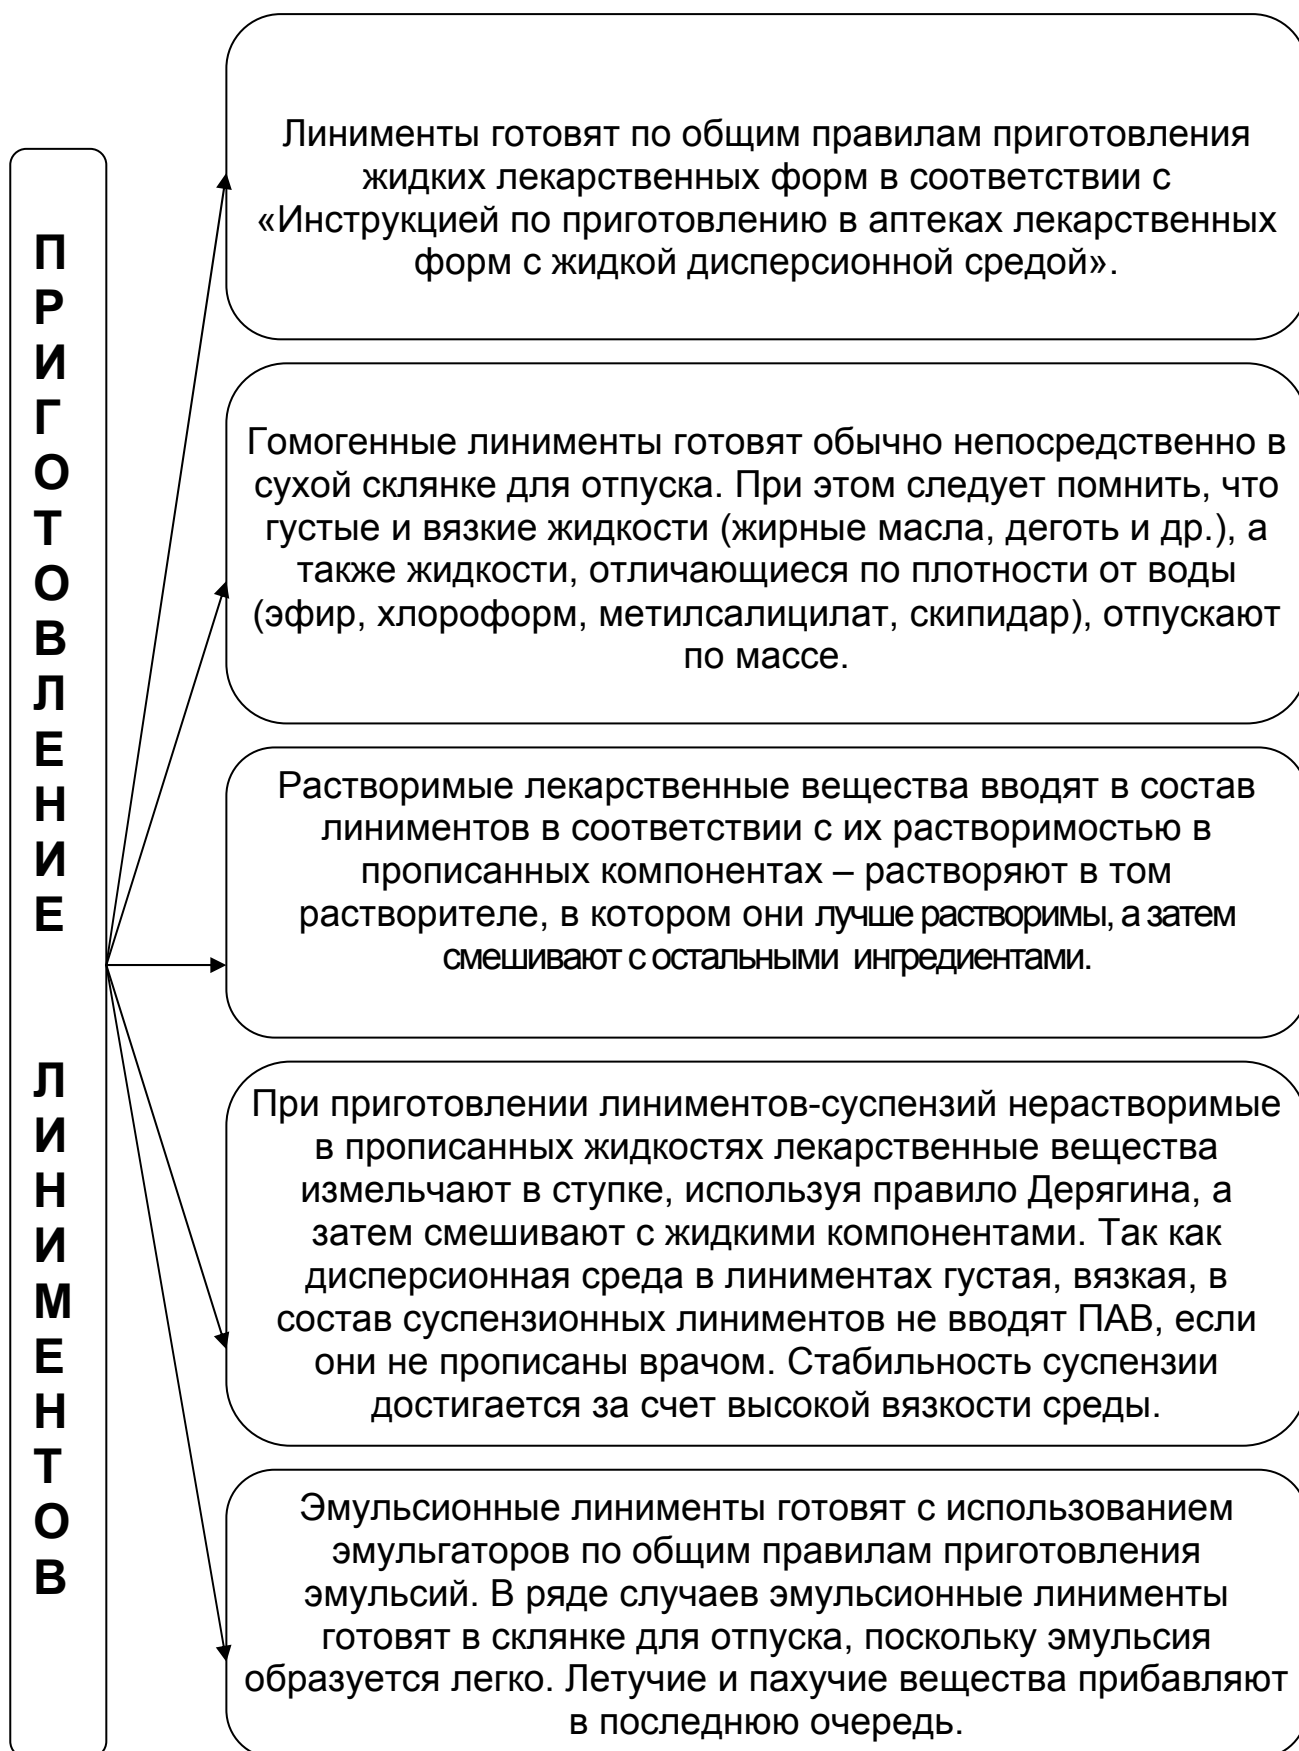 ПРИГОТОВЛЕНИЕ ЛИНИМЕНТОВ
Линименты готовят по общим правилам приготовления
жидких лекарственных форм в соответствии с
«Инструкцией по приготовлению в аптеках лекарственных
форм с жидкой дисперсионной средой».
Гомогенные линименты готовят обычно непосредственно в
сухой склянке для отпуска. При этом следует помнить, что
густые и вязкие жидкости (жирные масла, деготь и др.), а
также жидкости, отличающиеся по плотности от воды
(эфир, хлороформ, метилсалицилат, скипидар), отпускают
по массе.
Растворимые лекарственные вещества вводят в состав
линиментов в соответствии с их растворимостью в
прописанных компонентах – растворяют в том
растворителе, в котором они лучше растворимы, а затем
смешивают с остальными ингредиентами.
При приготовлении линиментов-суспензий нерастворимые
в прописанных жидкостях лекарственные вещества
измельчают в ступке, используя правило Дерягина, а
затем смешивают с жидкими компонентами. Так как
дисперсионная среда в линиментах густая, вязкая, в
состав суспензионных линиментов не вводят ПАВ, если
они не прописаны врачом. Стабильность суспензии
достигается за счет высокой вязкости среды.
Эмульсионные линименты готовят с использованием
эмульгаторов по общим правилам приготовления
эмульсий. В ряде случаев эмульсионные линименты
готовят в склянке для отпуска, поскольку эмульсия
образуется легко. Летучие и пахучие вещества прибавляют
в последнюю очередь.